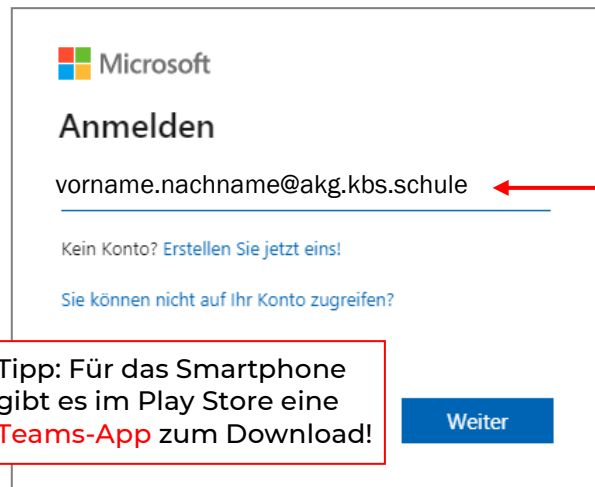 Microsoft
Anmelden
vorname.nachname@akg.kbs.schule
Kein Konto? Erstellen Sie jetzt eins!
Sie können nicht auf Ihr Konto zugreifen?
Tipp: Für das Smartphone
gibt es im Play Store eine
Teams-App zum Download!
Weiter